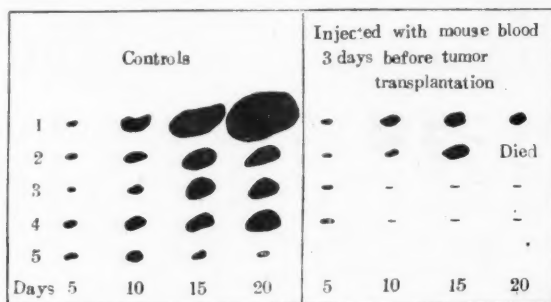 Controls
Injected with mouse blood
3 days before tumor
transplantation
1
2
Died
3
4
5
Days 5 10 15 20 5 10 15 20